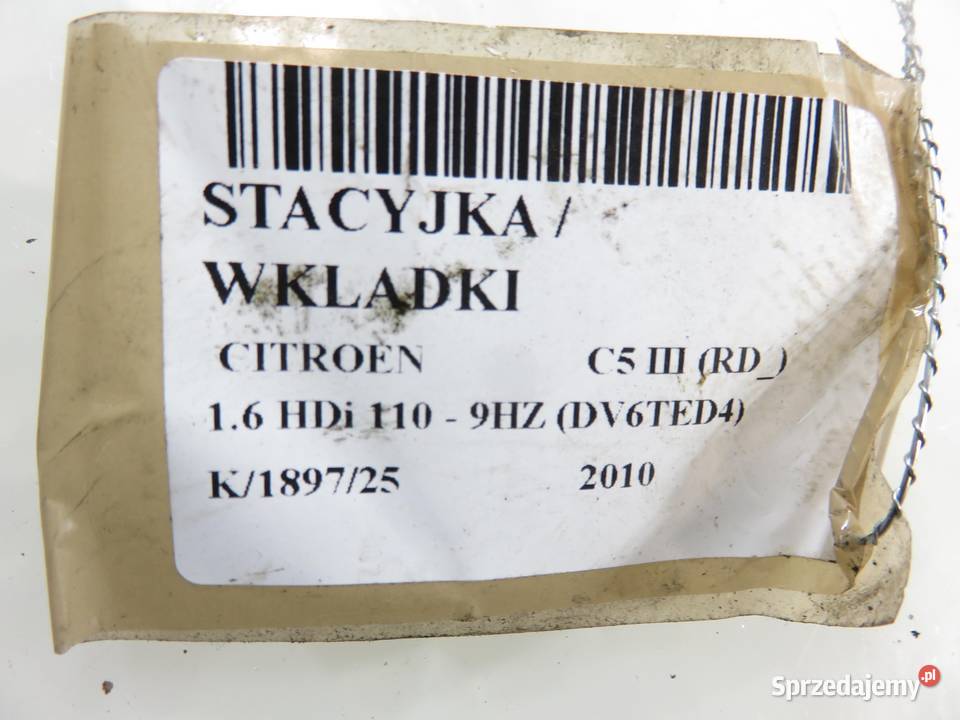 STACYJKA /
WKLADKI
CITROEN C5 III (RD_)
1.6 HDi 110 - 9HZ (DV6TED4)
K/1897/25 2010
Sprzedajemy.pl